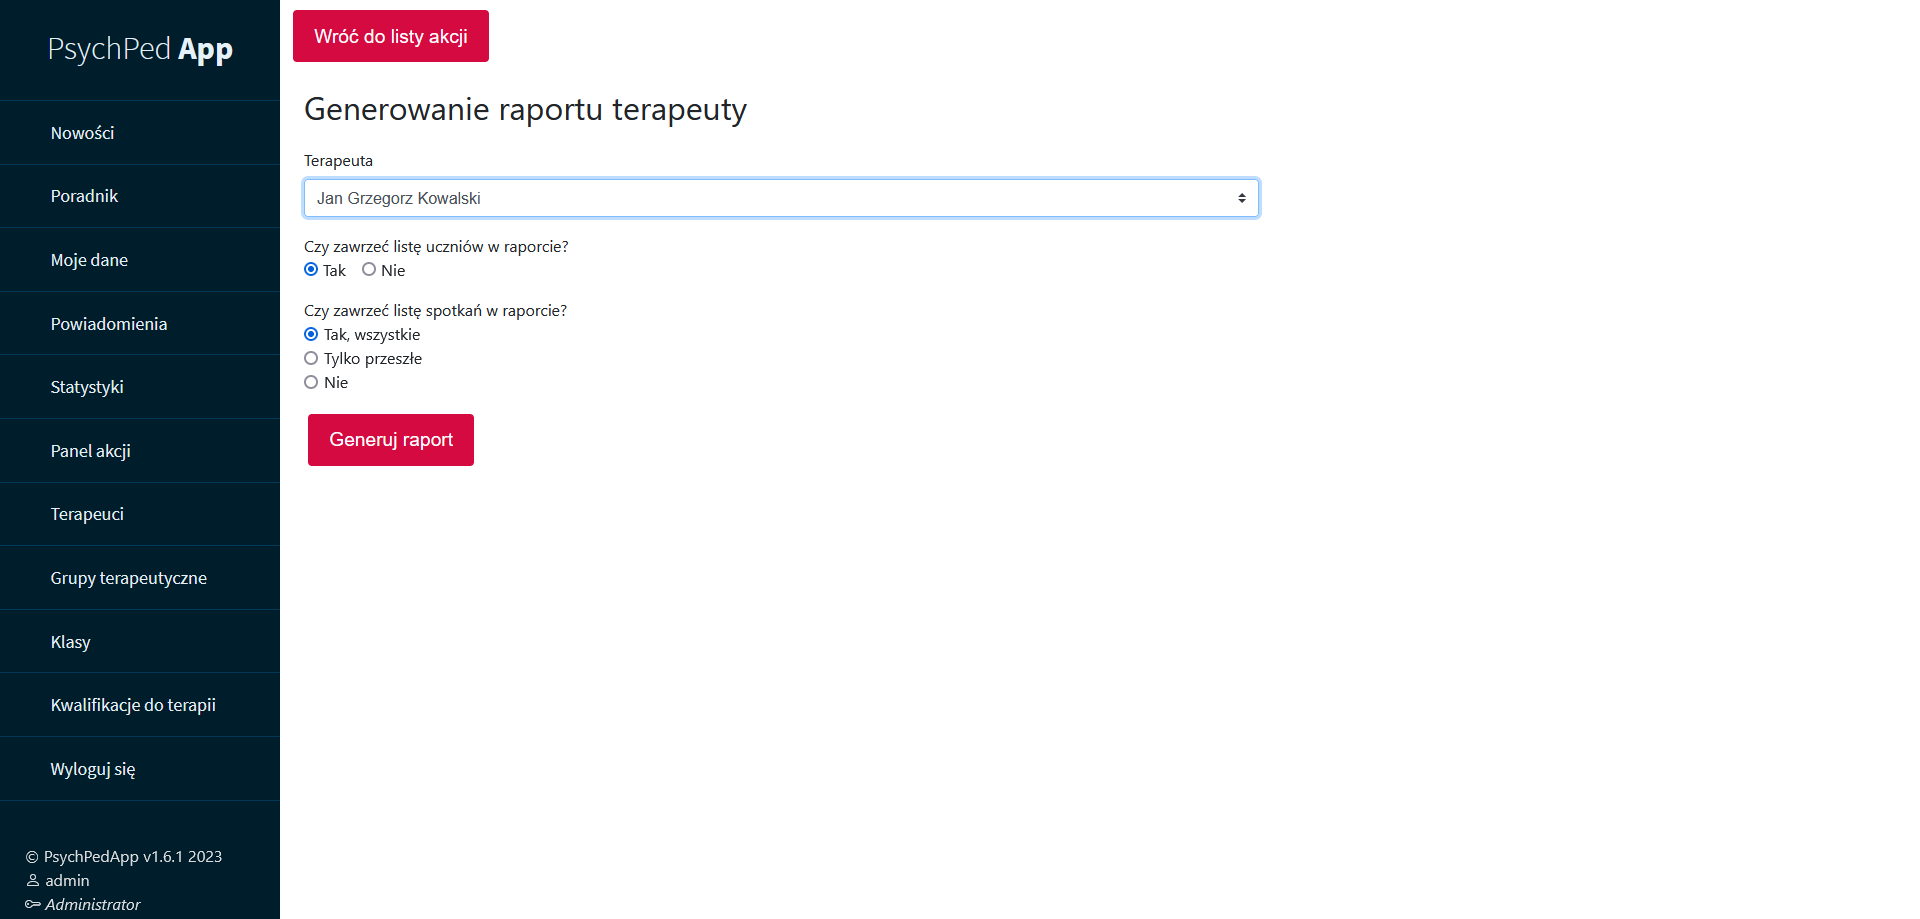 PsychPed App
Nowości
Poradnik
Moje dane
Powiadomienia
Statystyki
Panel akcji
Terapeuci
Grupy terapeutyczne
Klasy
Kwalifikacje do terapii
Wyloguj się
© PsychPedApp v1.6.1 2023
admin
Administrator
Wróć do listy akcji
Generowanie raportu terapeuty
Terapeuta
Jan Grzegorz Kowalski
Czy zawrzeć listę uczniów w raporcie?
Tak Nie
Czy zawrzeć listę spotkań w raporcie?
Tak, wszystkie
Tylko przeszłe
Nie
Generuj raport